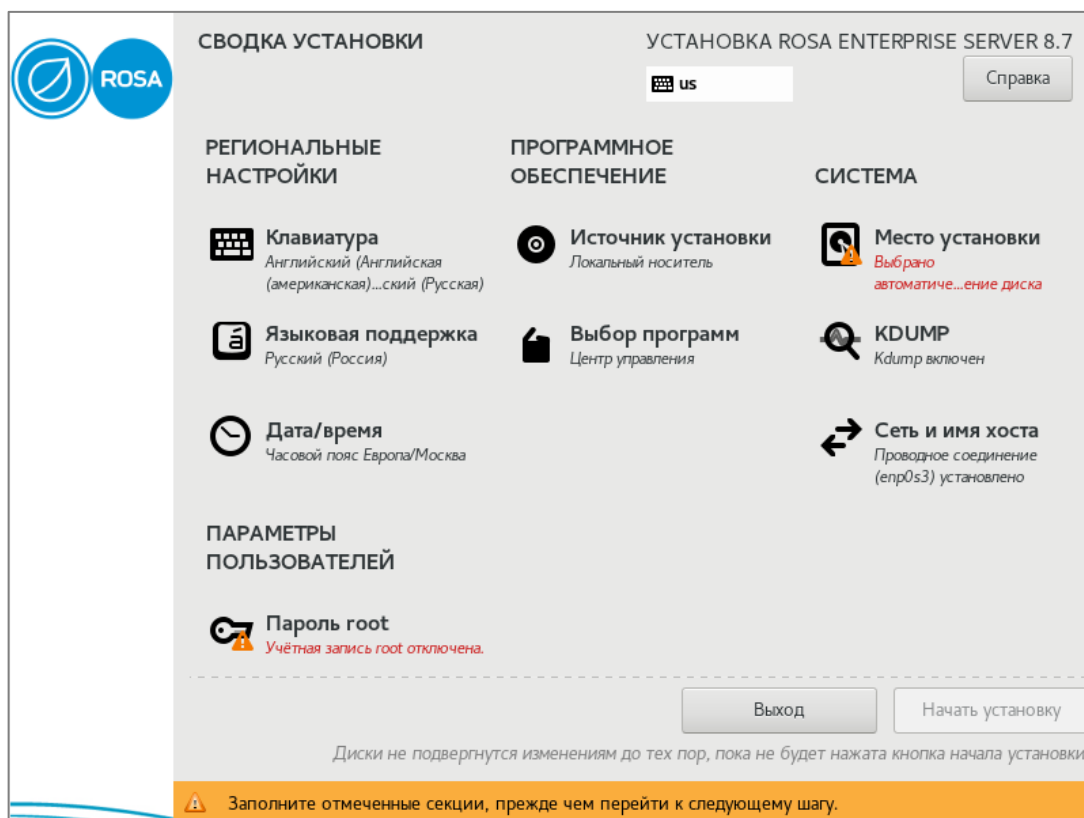 ROSA
СВОДКА УСТАНОВКИ
УСТАНОВКА ROSA ENTERPRISE SERVER 8.7
us
Справка
РЕГИОНАЛЬНЫЕ
НАСТРОЙКИ
Клавиатура
Английский (Английская
(американская)...ский (Русская)
Языковая поддержка
Русский (Россия)
Дата/время
Часовой пояс Европа/Москва
ПРОГРАММНОЕ
ОБЕСПЕЧЕНИЕ
Источник установки
Локальный носитель
Выбор программ
Центр управления
СИСТЕМА
Место установки
Выбрано
автоматиче...ение диска
KDUMP
Kdump включен
Сеть и имя хоста
Проводное соединение
(enp0s3) установлено
ПАРАМЕТРЫ
ПОЛЬЗОВАТЕЛЕЙ
Пароль root
Учётная запись root отключена.
Выход
Начать установку
Диски не подвергнутся изменениям до тех пор, пока не будет нажата кнопка начала установки
Заполните отмеченные секции, прежде чем перейти к следующему шагу.